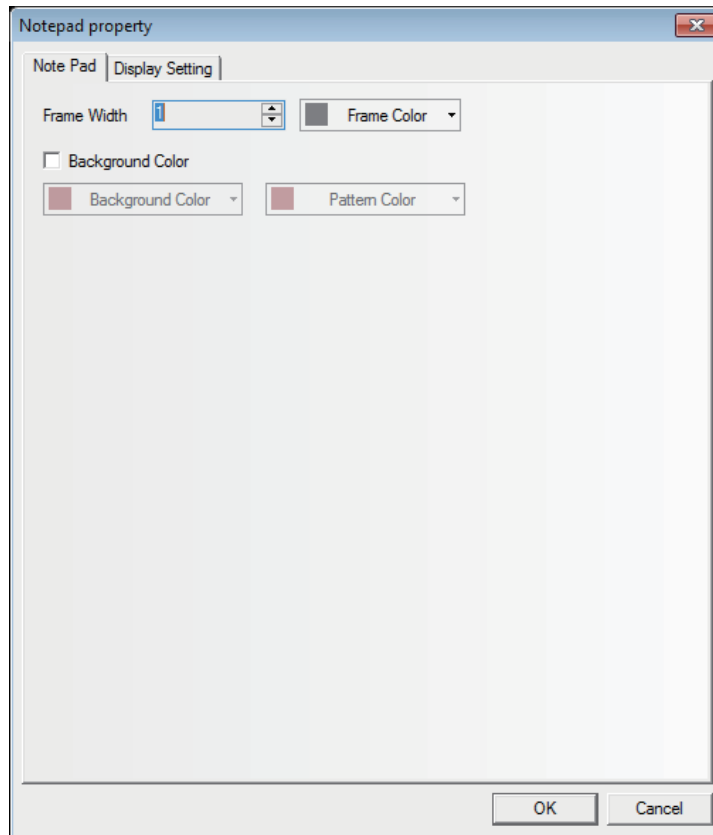 Notepad property
Note Pad Display Setting
Frame Width 1 Frame Color
Background Color
Background Color Pattern Color
OK Cancel